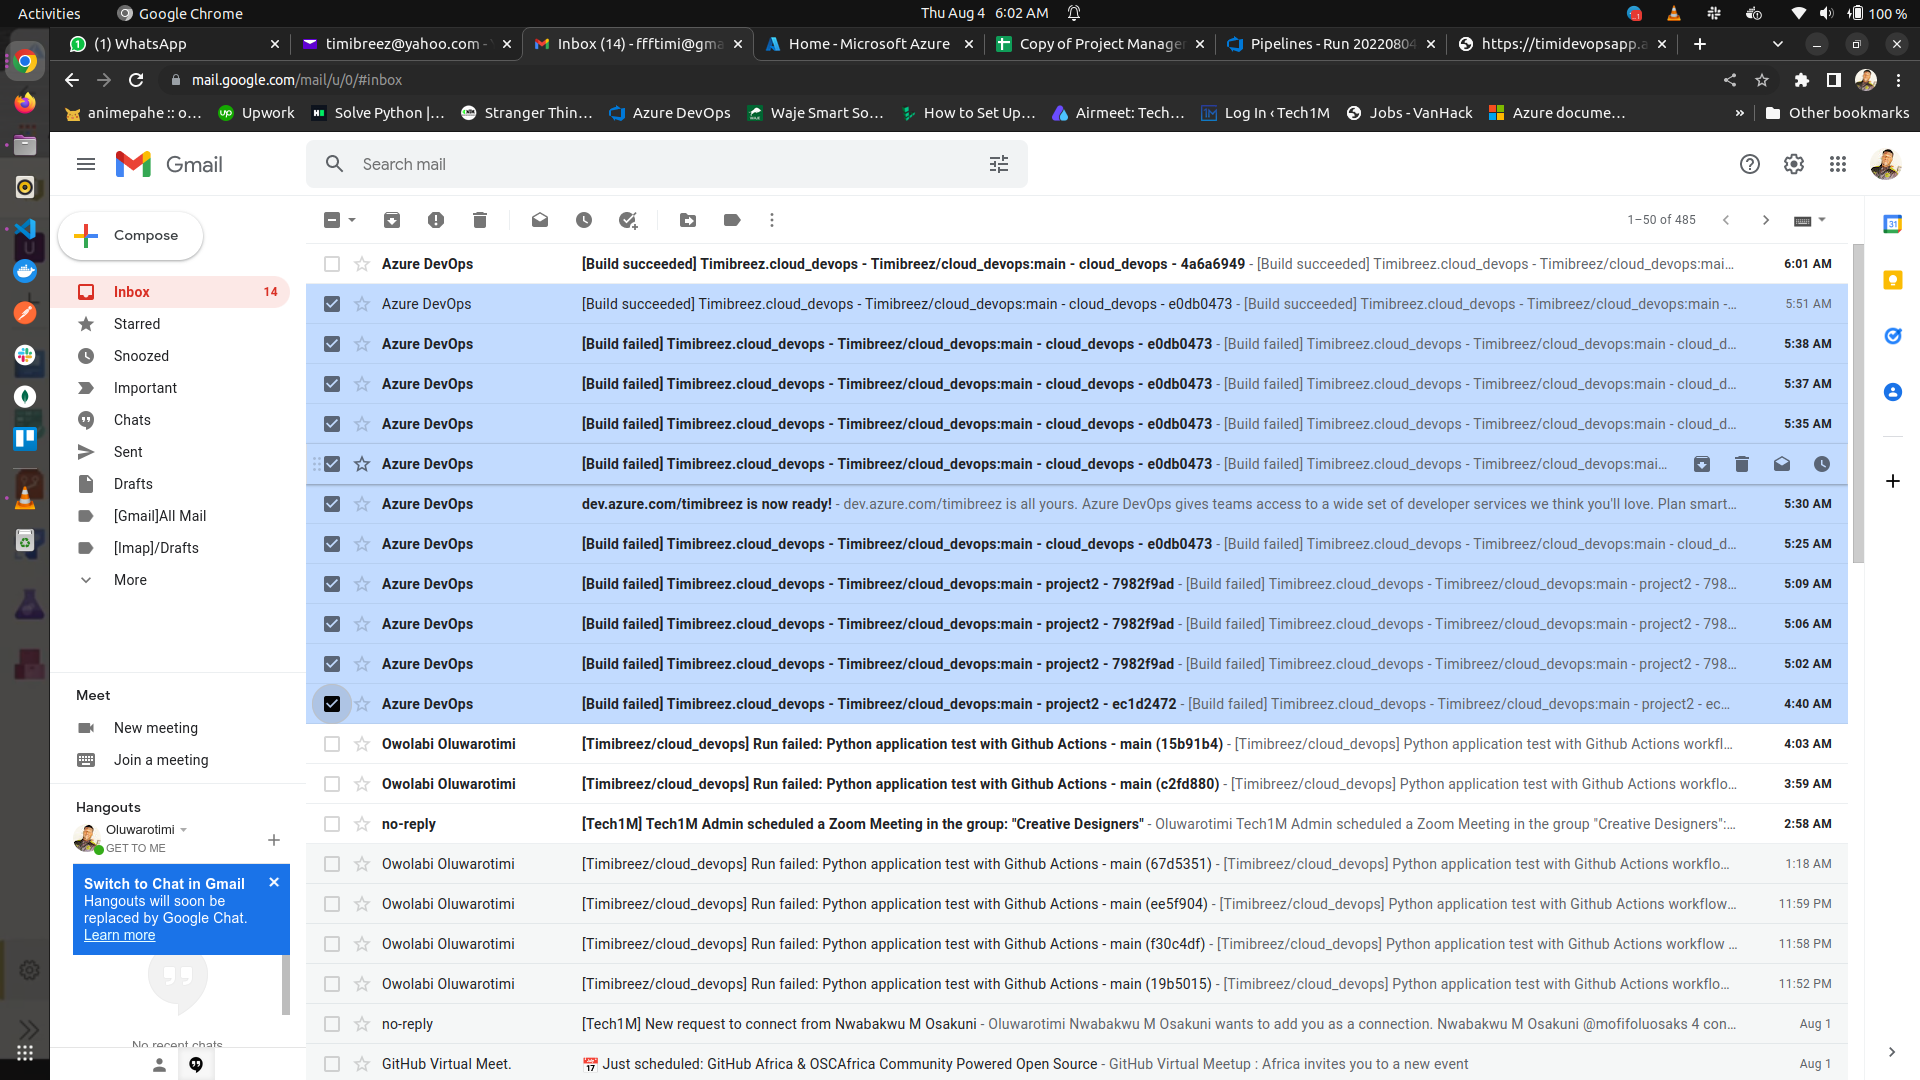 Activities
Google Chrome
Thu Aug 4 6:02 AM
100 %
(1) WhatsApp
timibreez@yahoo.com -
Inbox (14) - ffftimi@gma
Home - Microsoft Azure
Copy of Project Manager
Pipelines - Run 20220804
https://timidevopsapp.a
mail.google.com/mail/u/0/#inbox
animepahe :: o...
Upwork
Solve Python |...
Stranger Thin...
Azure DevOps
Waje Smart So...
How to Set Up...
Airmeet: Tech...
Log In ‹ Tech1M
Jobs - VanHack
Azure docume...
»
Other bookmarks
Gmail
Search mail
Compose
1–50 of 485
Inbox 14
Starred
Snoozed
Important
Chats
Sent
Drafts
[Gmail]All Mail
[Imap]/Drafts
More
Meet
New meeting
Join a meeting
Hangouts
Oluwarotimi
GET TO ME
Switch to Chat in Gmail
Hangouts will soon be
replaced by Google Chat.
Learn more
No recent chats
Azure DevOps [Build succeeded] Timibreez.cloud_devops - Timibreez/cloud_devops:main - cloud_devops - 4a6a6949 - [Build succeeded] Timibreez.cloud_devops - Timibreez/cloud_devops:mai... 6:01 AM
Azure DevOps [Build succeeded] Timibreez.cloud_devops - Timibreez/cloud_devops:main - cloud_devops - e0db0473 - [Build succeeded] Timibreez.cloud_devops - Timibreez/cloud_devops:main -... 5:51 AM
Azure DevOps [Build failed] Timibreez.cloud_devops - Timibreez/cloud_devops:main - cloud_devops - e0db0473 - [Build failed] Timibreez.cloud_devops - Timibreez/cloud_devops:main - cloud_d... 5:38 AM
Azure DevOps [Build failed] Timibreez.cloud_devops - Timibreez/cloud_devops:main - cloud_devops - e0db0473 - [Build failed] Timibreez.cloud_devops - Timibreez/cloud_devops:main - cloud_d... 5:37 AM
Azure DevOps [Build failed] Timibreez.cloud_devops - Timibreez/cloud_devops:main - cloud_devops - e0db0473 - [Build failed] Timibreez.cloud_devops - Timibreez/cloud_devops:main - cloud_d... 5:35 AM
Azure DevOps [Build failed] Timibreez.cloud_devops - Timibreez/cloud_devops:main - cloud_devops - e0db0473 - [Build failed] Timibreez.cloud_devops - Timibreez/cloud_devops:mai...
Azure DevOps dev.azure.com/timibreez is now ready! - dev.azure.com/timibreez is all yours. Azure DevOps gives teams access to a wide set of developer services we think you'll love. Plan smart... 5:30 AM
Azure DevOps [Build failed] Timibreez.cloud_devops - Timibreez/cloud_devops:main - cloud_devops - e0db0473 - [Build failed] Timibreez.cloud_devops - Timibreez/cloud_devops:main - cloud_d... 5:25 AM
Azure DevOps [Build failed] Timibreez.cloud_devops - Timibreez/cloud_devops:main - project2 - 7982f9ad - [Build failed] Timibreez.cloud_devops - Timibreez/cloud_devops:main - project2 - 798... 5:09 AM
Azure DevOps [Build failed] Timibreez.cloud_devops - Timibreez/cloud_devops:main - project2 - 7982f9ad - [Build failed] Timibreez.cloud_devops - Timibreez/cloud_devops:main - project2 - 798... 5:06 AM
Azure DevOps [Build failed] Timibreez.cloud_devops - Timibreez/cloud_devops:main - project2 - 7982f9ad - [Build failed] Timibreez.cloud_devops - Timibreez/cloud_devops:main - project2 - 798... 5:02 AM
Azure DevOps [Build failed] Timibreez.cloud_devops - Timibreez/cloud_devops:main - project2 - ec1d2472 - [Build failed] Timibreez.cloud_devops - Timibreez/cloud_devops:main - project2 - ec... 4:40 AM
Owolabi Oluwarotimi [Timibreez/cloud_devops] Run failed: Python application test with Github Actions - main (15b91b4) - [Timibreez/cloud_devops] Python application test with Github Actions workfl... 4:03 AM
Owolabi Oluwarotimi [Timibreez/cloud_devops] Run failed: Python application test with Github Actions - main (c2fd880) - [Timibreez/cloud_devops] Python application test with Github Actions workflo... 3:59 AM
no-reply [Tech1M] Tech1M Admin scheduled a Zoom Meeting in the group: "Creative Designers" - Oluwarotimi Tech1M Admin scheduled a Zoom Meeting in the group "Creative Designers":... 2:58 AM
Owolabi Oluwarotimi [Timibreez/cloud_devops] Run failed: Python application test with Github Actions - main (67d5351) - [Timibreez/cloud_devops] Python application test with Github Actions workflo... 1:18 AM
Owolabi Oluwarotimi [Timibreez/cloud_devops] Run failed: Python application test with Github Actions - main (ee5f904) - [Timibreez/cloud_devops] Python application test with Github Actions workflow... 11:59 PM
Owolabi Oluwarotimi [Timibreez/cloud_devops] Run failed: Python application test with Github Actions - main (f30c4df) - [Timibreez/cloud_devops] Python application test with Github Actions workflow ... 11:58 PM
Owolabi Oluwarotimi [Timibreez/cloud_devops] Run failed: Python application test with Github Actions - main (19b5015) - [Timibreez/cloud_devops] Python application test with Github Actions workflo... 11:52 PM
no-reply [Tech1M] New request to connect from Nwabakwu M Osakuni - Oluwarotimi Nwabakwu M Osakuni wants to add you as a connection. Nwabakwu M Osakuni @mofifoluosaks 4 con... Aug 1
GitHub Virtual Meet. 📅 Just scheduled: GitHub Africa & OSCAfrica Community Powered Open Source - GitHub Virtual Meetup : Africa invites you to a new event Aug 1